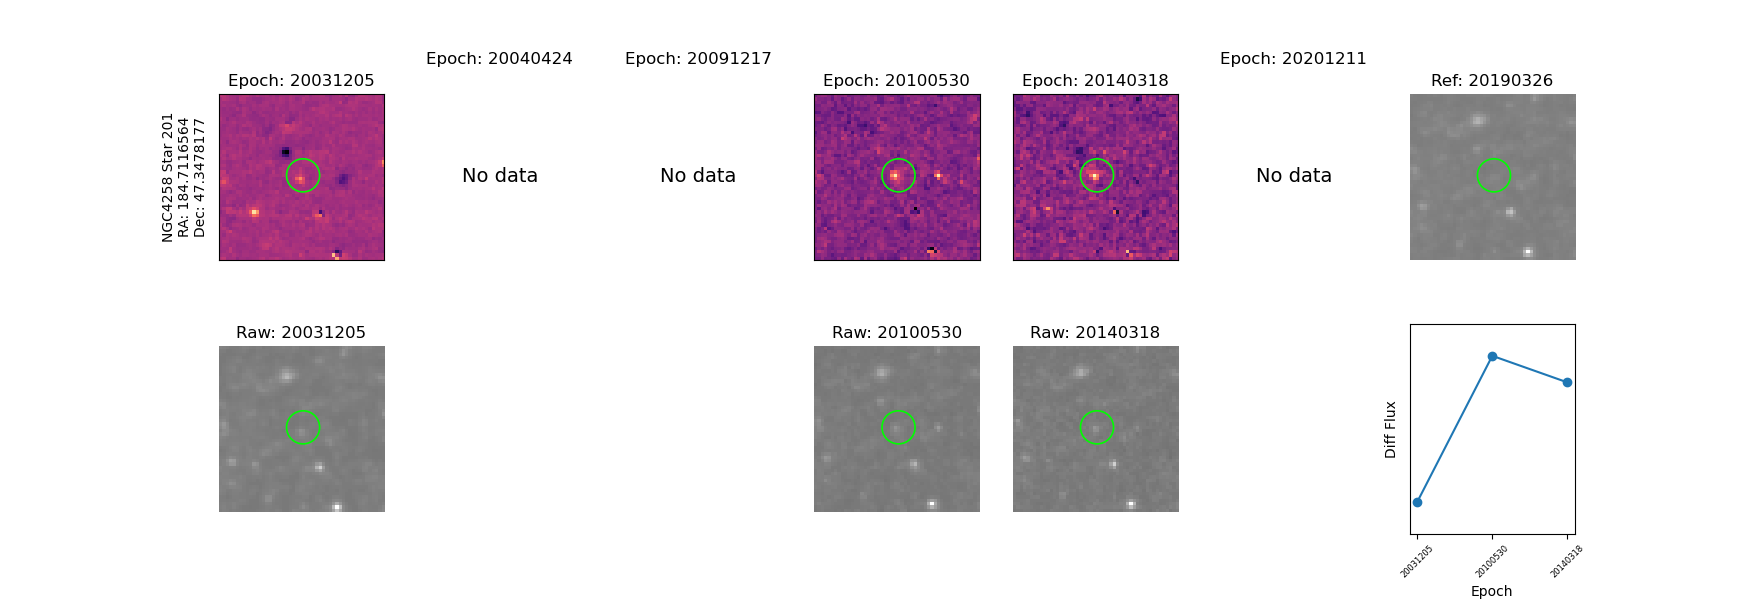 Epoch: 20031205
Epoch: 20040424
Epoch: 20091217
Epoch: 20100530
Epoch: 20140318
Epoch: 20201211
Ref: 20190326
NGC4258 Star 201
RA: 184.7116564
Dec: 47.3478177
No data
No data
No data
Raw: 20031205
Raw: 20100530
Raw: 20140318
Diff Flux
20031205
20100530
20140318
Epoch